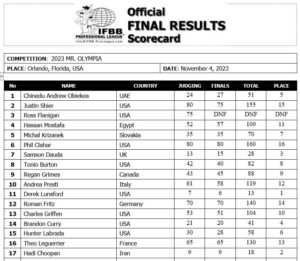 IFBB
PROFESSIONAL LEAGUE
Official
FINAL RESULTS
Scorecard
COMPETITION: 2023 MR. OLYMPIA
PLACE: Orlando, Florida, USA DATE: November 4, 2023
No NAME COUNTRY JUDGING FINALS TOTAL PLACE
1 Chinedu Andrew Obiekea UAE 24 27 51 5
2 Justin Shier USA 80 75 155 15
3 Ross Flanigan USA 75 DNF DNF DNF
4 Hassan Mostafa Egypt 52 57 109 11
5 Michal Krizanek Slovakia 35 35 70 7
6 Phil Clahar USA 80 80 160 16
7 Samson Dauda UK 13 15 28 3
8 Tonio Burton USA 42 40 82 8
9 Regan Grimes Canada 43 45 88 9
10 Andrea Presti Italy 61 58 119 12
11 Derek Lunsford USA 7 6 13 1
12 Roman Fritz Germany 70 70 140 14
13 Charles Griffen USA 53 51 104 10
14 Brandon Curry USA 21 20 41 4
15 Hunter Labrada USA 30 28 58 6
16 Theo Leguerrier France 65 65 130 13
17 Hadi Choopan Iran 9 9 18 2